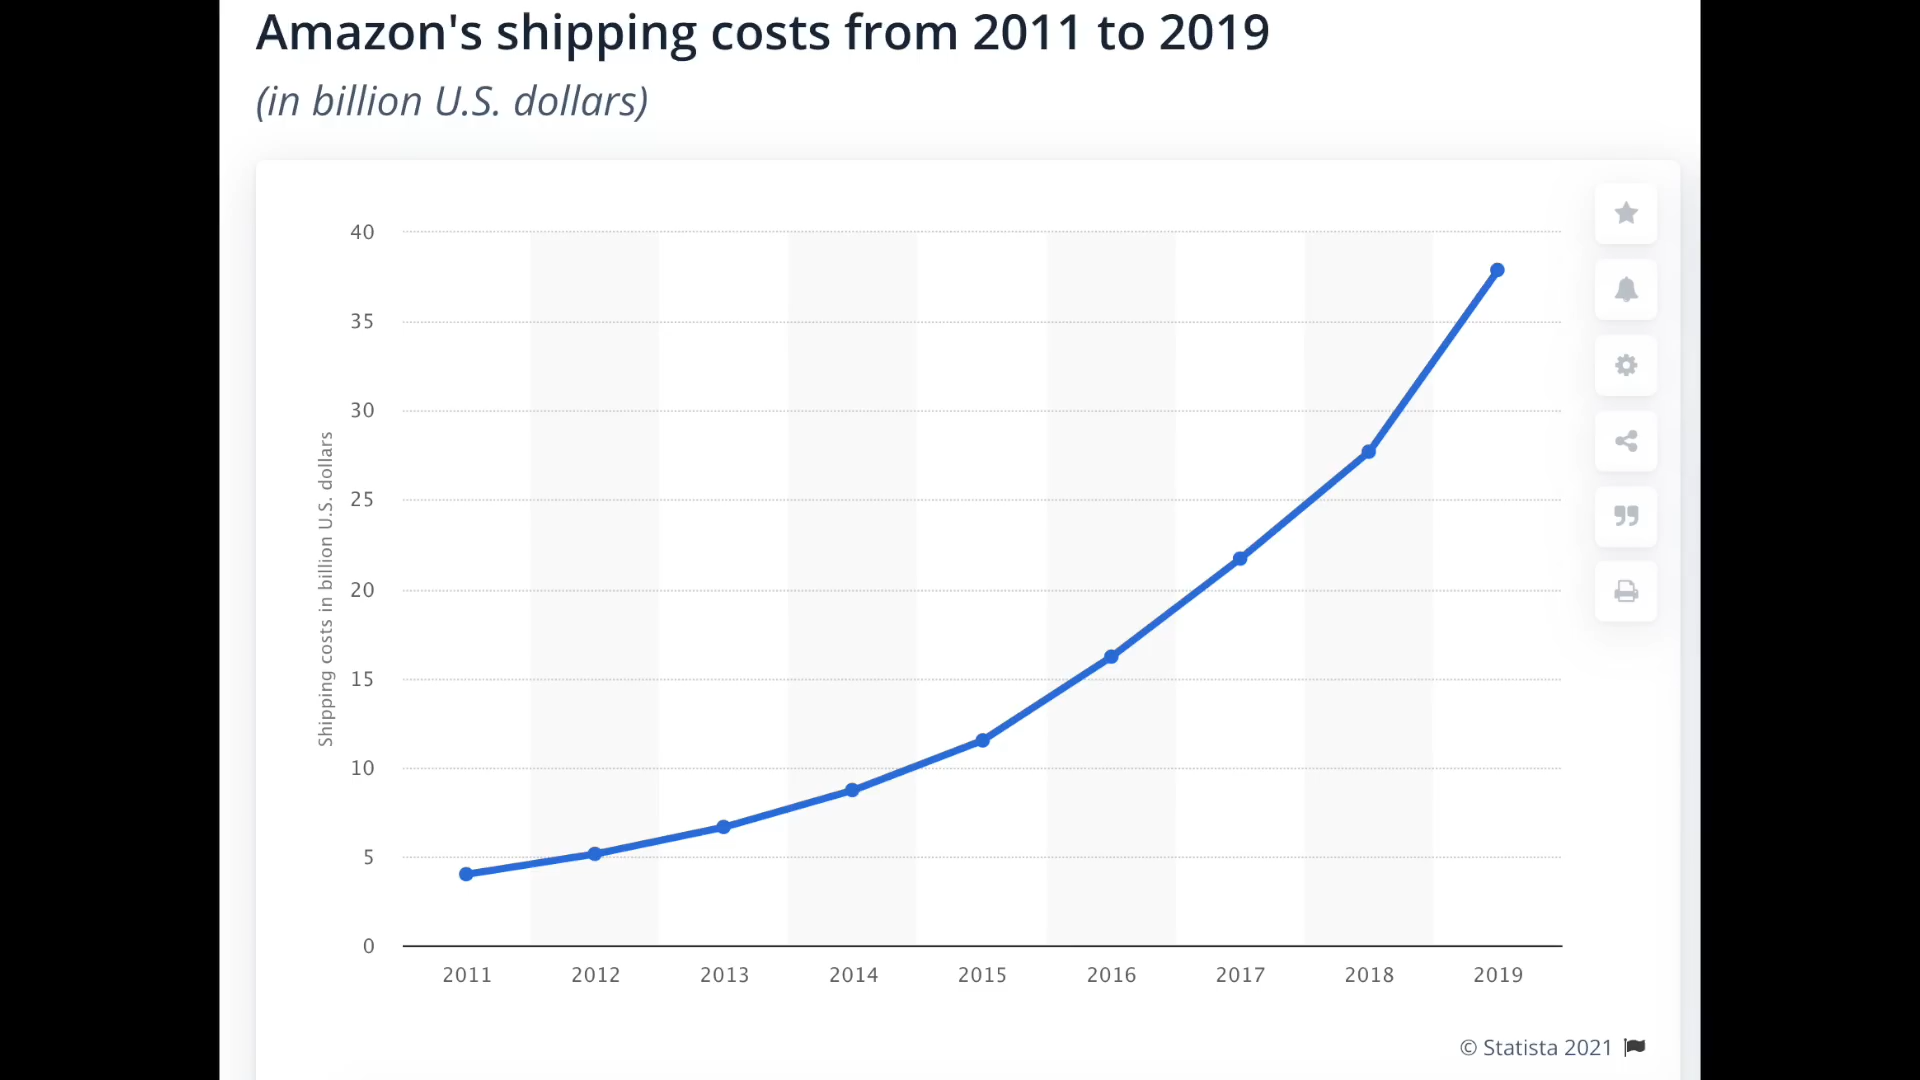 Amazon's shipping costs from 2011 to 2019
(in billion U.S. dollars)
Shipping costs in billion U.S. dollars
40
35
30
25
20
15
10
5
0
2011 2012 2013 2014 2015 2016 2017 2018 2019
© Statista 2021